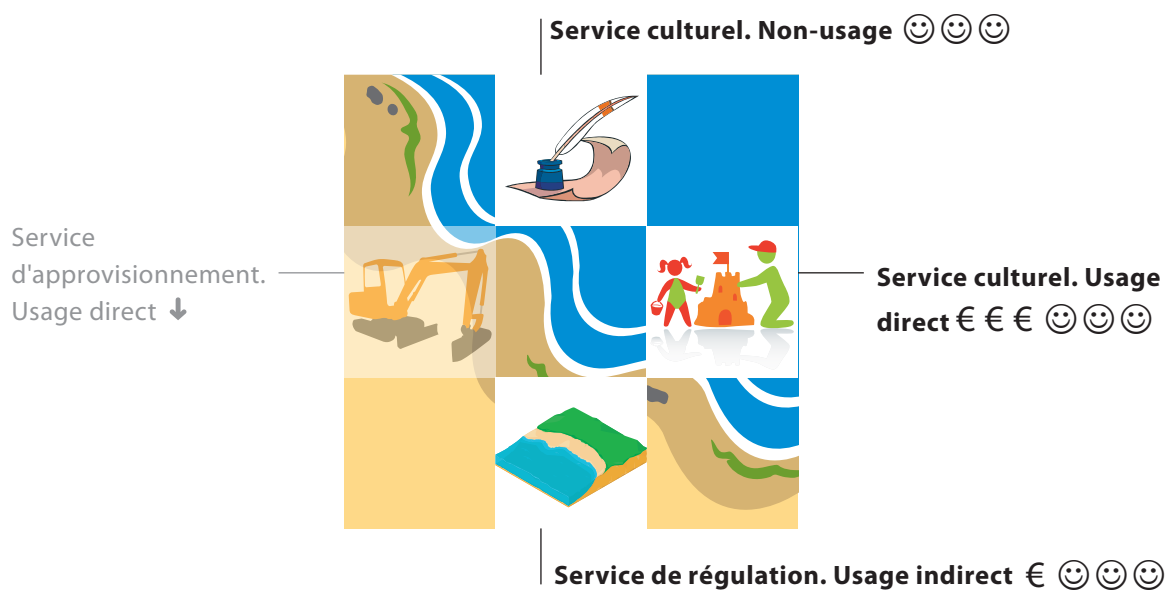 Service culturel. Non-usage ☺☺☺
Service
d'approvisionnement.
Usage direct ↓
Service culturel. Usage
direct € € € ☺☺☺
Service de régulation. Usage indirect € ☺☺☺